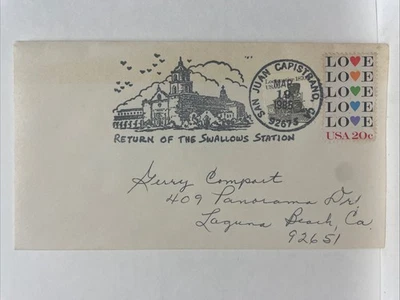 SAN JUAN CAPISTRANO, CA
MAR
19
92675
LOVE
LOVE
LOVE
LOVE
LOVE
USA 20c
RETURN OF THE SWALLOWS STATION
Gerry Compart
409 Panorama Dr.
Laguna Beach, Ca.
92651